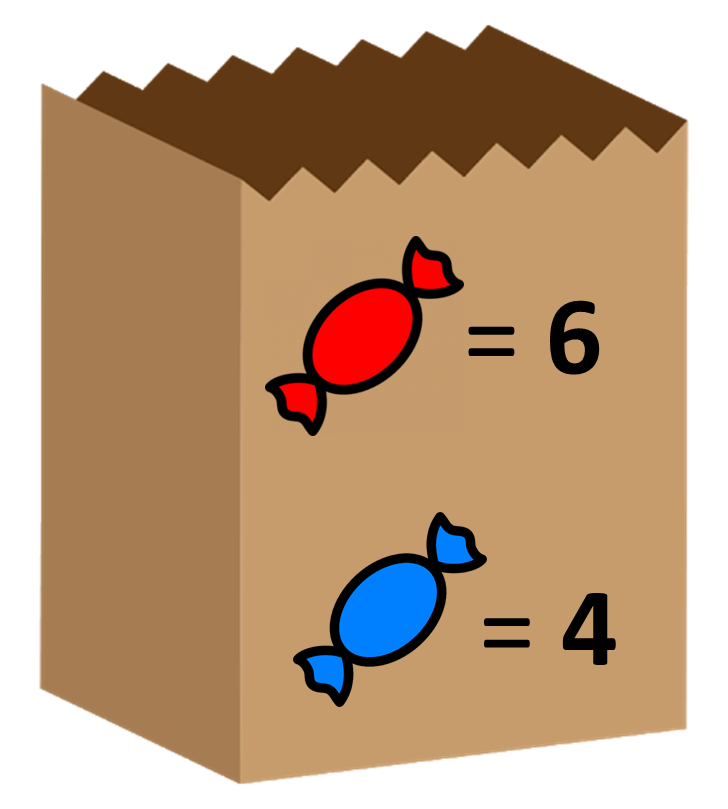 = 6
= 4